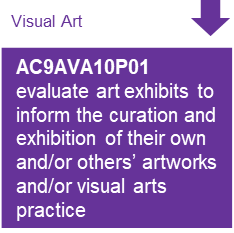 Visual Art
AC9AVA10P01
evaluate art exhibits to
inform the curation and
exhibition of their own
and/or others’ artworks
and/or visual arts
practice